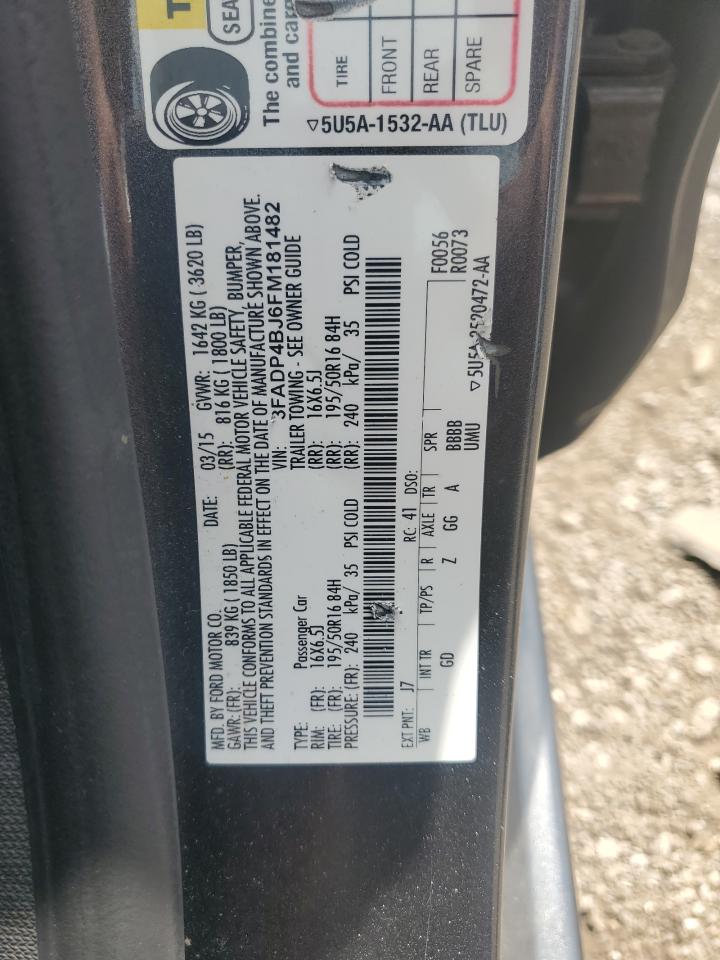 T
SEA
The combine
and carg
TIRE
FRONT
REAR
SPARE
▽5U5A-1532-AA (TLU)
MFD. BY FORD MOTOR CO.
DATE: 03/15 GVWR: 1642 KG ( 3620 LB)
GAWR: (FR): 839 KG ( 1850 LB) (RR): 816 KG ( 1800 LB)
THIS VEHICLE CONFORMS TO ALL APPLICABLE FEDERAL MOTOR VEHICLE SAFETY, BUMPER,
AND THEFT PREVENTION STANDARDS IN EFFECT ON THE DATE OF MANUFACTURE SHOWN ABOVE.
VIN: 3FADP4BJ6FM181482
TYPE: Passenger Car TRAILER TOWING - SEE OWNER GUIDE
RIM: (FR): 16X6.5J (RR): 16X6.5J
TIRE: (FR): 195/50R16 84H (RR): 195/50R16 84H
PRESSURE: (FR): 240 kPa/ 35 PSI COLD (RR): 240 kPa/ 35 PSI COLD
EXT PNT: J7 RC: 41 DSO: F0056
WB INT TR TP/PS R AXLE TR SPR R0073
GD Z GG A BBBB
UMU
▽5U5A-3520472-AA